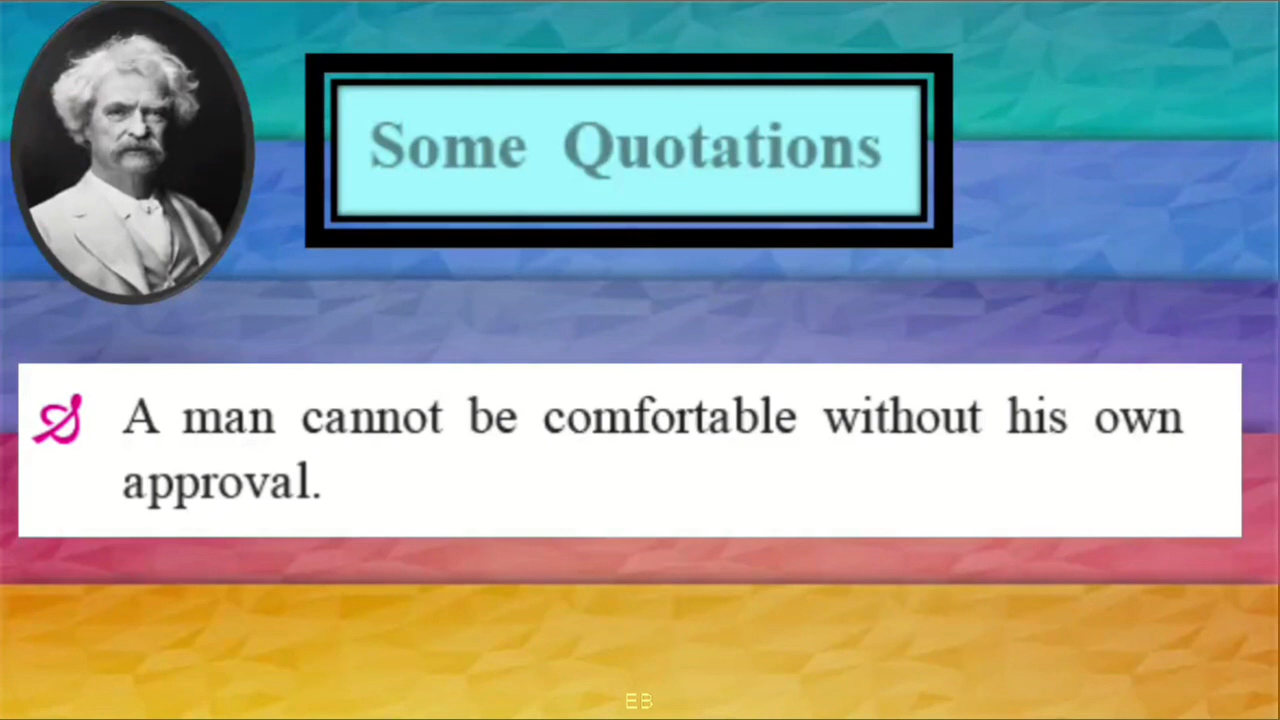 Some Quotations
A man cannot be comfortable without his own
approval.
EB